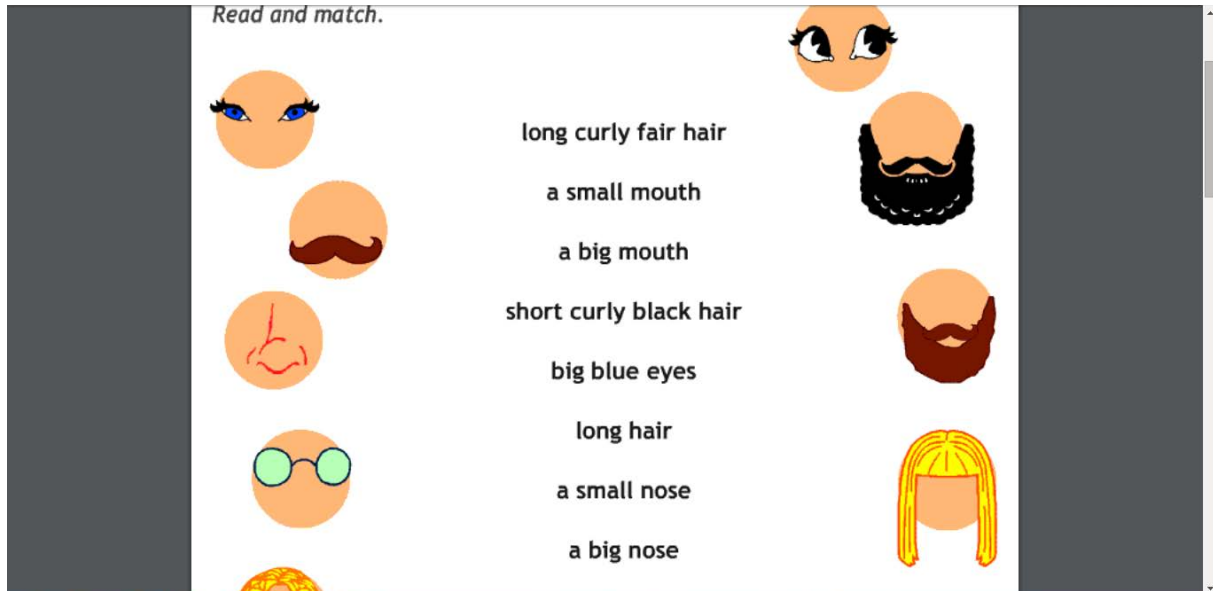 Read and match.
long curly fair hair
a small mouth
a big mouth
short curly black hair
big blue eyes
long hair
a small nose
a big nose